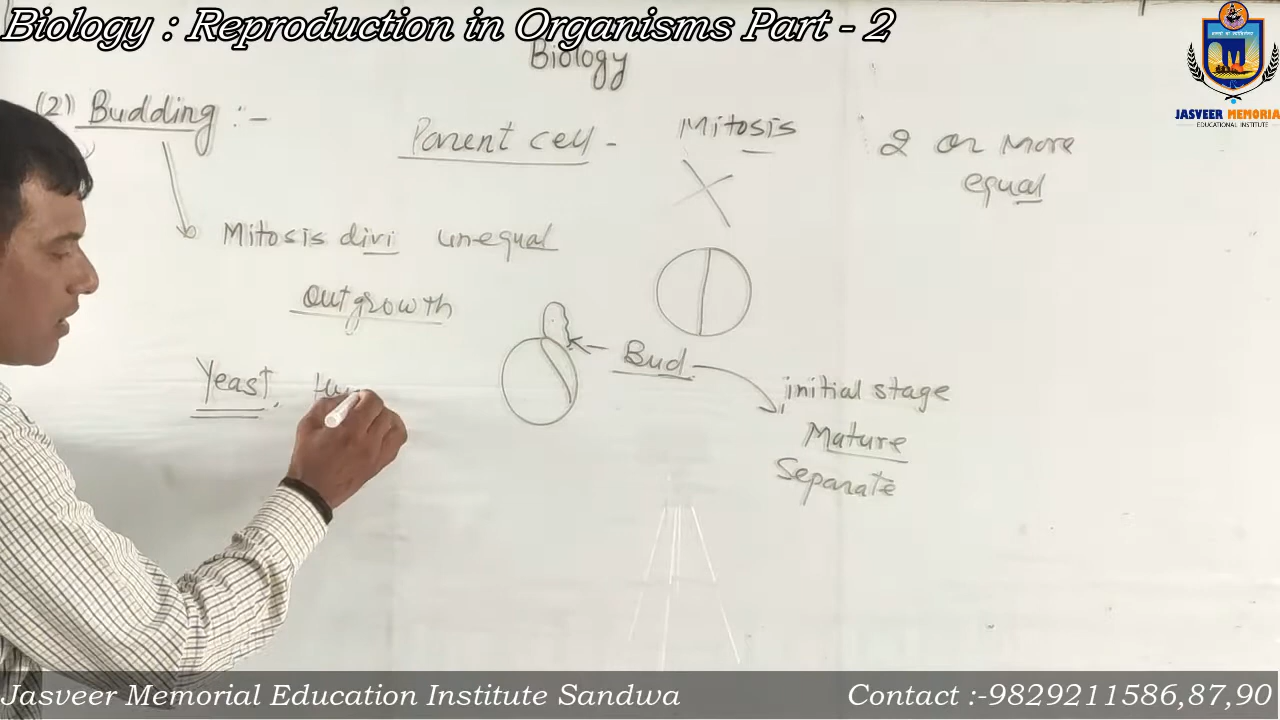 Biology : Reproduction in Organisms Part - 2
JASVEER MEMORIA
EDUCATIONAL INSTITUTE
Biology
(2) Budding :-
Parent cell - Mitosis 2 or More
equal
Mitosis divi unequal
outgrowth
Bud
initial stage
Mature
Separate
Yeast,
Jasveer Memorial Education Institute Sandwa
Contact :-9829211586,87,90